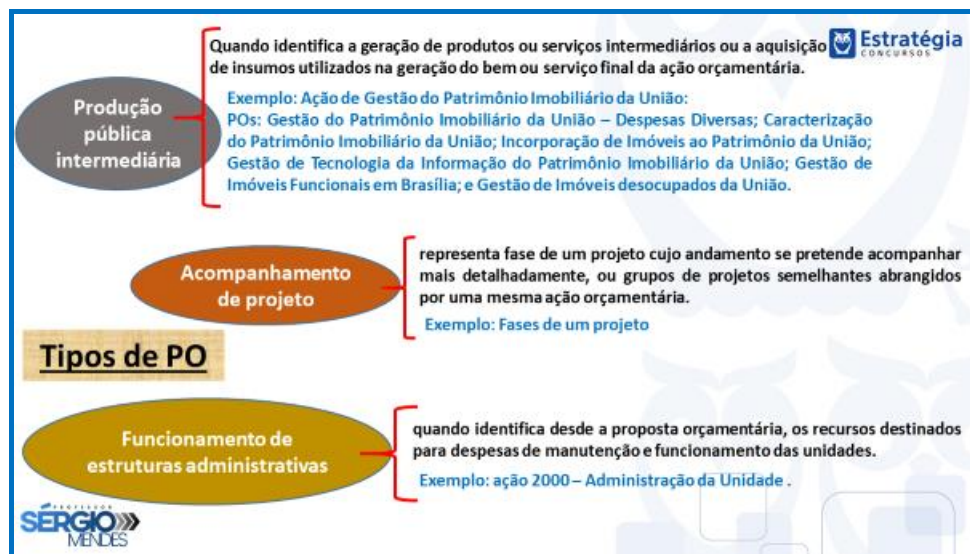 Quando identifica a geração de produtos ou serviços intermediários ou a aquisição
de insumos utilizados na geração do bem ou serviço final da ação orçamentária.
Estratégia
CONCURSOS
Produção
pública
intermediária
Exemplo: Ação de Gestão do Patrimônio Imobiliário da União:
POs: Gestão do Patrimônio Imobiliário da União – Despesas Diversas; Caracterização
do Patrimônio Imobiliário da União; Incorporação de Imóveis ao Patrimônio da União;
Gestão de Tecnologia da Informação do Patrimônio Imobiliário da União; Gestão de
Imóveis Funcionais em Brasília; e Gestão de Imóveis desocupados da União.
Acompanhamento
de projeto
representa fase de um projeto cujo andamento se pretende acompanhar
mais detalhadamente, ou grupos de projetos semelhantes abrangidos
por uma mesma ação orçamentária.
Exemplo: Fases de um projeto
Tipos de PO
Funcionamento de
estruturas administrativas
quando identifica desde a proposta orçamentária, os recursos destinados
para despesas de manutenção e funcionamento das unidades.
Exemplo: ação 2000 – Administração da Unidade .
PROFESSOR
SÉRGIO
MENDES